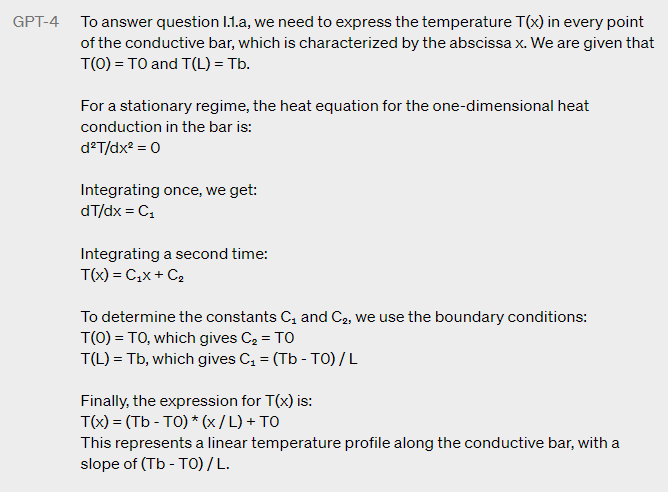 GPT-4
To answer question I.1.a, we need to express the temperature T(x) in every point
of the conductive bar, which is characterized by the abscissa x. We are given that
T(0) = T0 and T(L) = Tb.
For a stationary regime, the heat equation for the one-dimensional heat
conduction in the bar is:
d²T/dx² = 0
Integrating once, we get:
dT/dx = C₁
Integrating a second time:
T(x) = C₁x + C₂
To determine the constants C₁ and C₂, we use the boundary conditions:
T(0) = T0, which gives C₂ = T0
T(L) = Tb, which gives C₁ = (Tb - T0) / L
Finally, the expression for T(x) is:
T(x) = (Tb - T0) * (x / L) + T0
This represents a linear temperature profile along the conductive bar, with a
slope of (Tb - T0) / L.